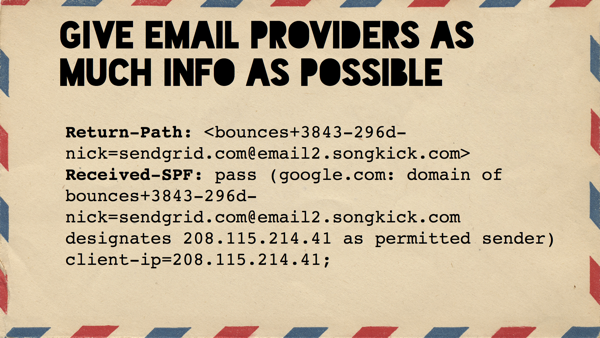 GIVE EMAIL PROVIDERS AS
MUCH INFO AS POSSIBLE
Return-Path: <bounces+3843-296d-
nick=sendgrid.com@email2.songkick.com>
Received-SPF: pass (google.com: domain of
bounces+3843-296d-
nick=sendgrid.com@email2.songkick.com
designates 208.115.214.41 as permitted sender)
client-ip=208.115.214.41;